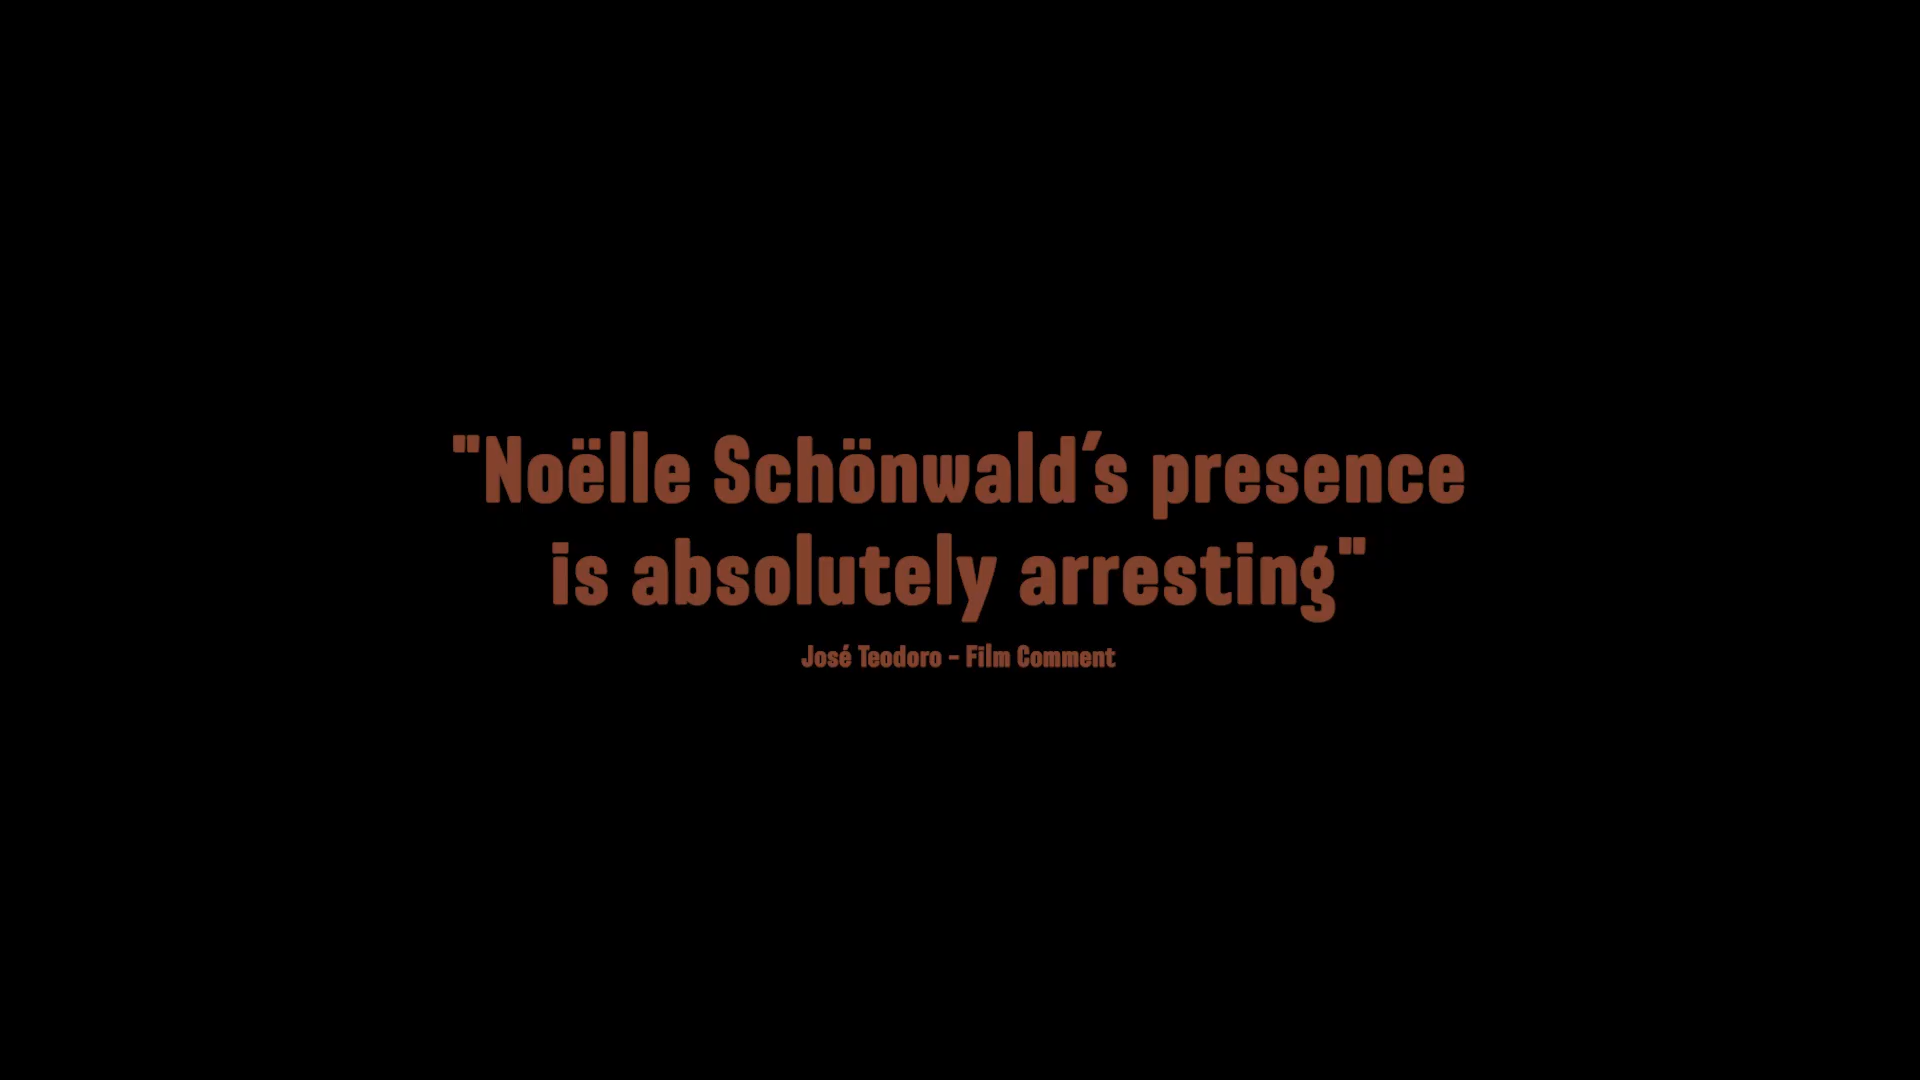 "Noëlle Schönwald's presence
is absolutely arresting"
José Teodoro - Film Comment